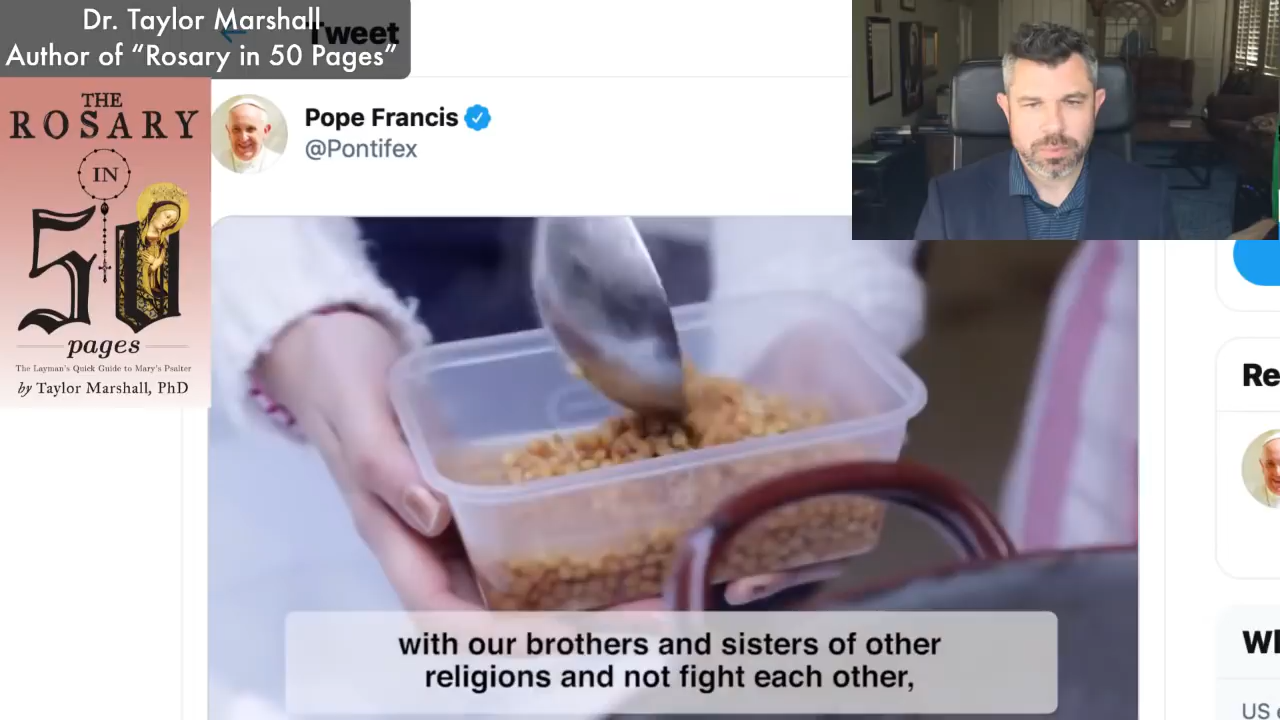 Dr. Taylor Marshall
Author of “Rosary in 50 Pages”
Tweet
THE
ROSARY
IN
50
pages
The Layman's Quick Guide to Mary's Psalter
by Taylor Marshall, PhD
Pope Francis
@Pontifex
with our brothers and sisters of other
religions and not fight each other,
Re
Wh
US